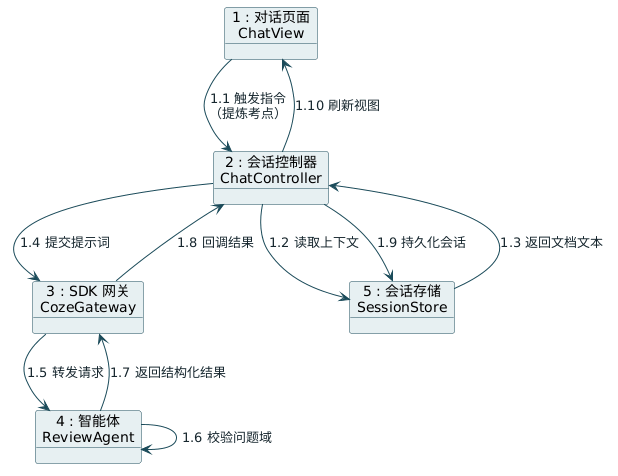 1 : 对话页面
ChatView
1.1 触发指令
（提炼考点）
1.10 刷新视图
2 : 会话控制器
ChatController
1.4 提交提示词
1.8 回调结果
1.2 读取上下文
1.9 持久化会话
1.3 返回文档文本
3 : SDK 网关
CozeGateway
5 : 会话存储
SessionStore
1.5 转发请求
1.7 返回结构化结果
4 : 智能体
ReviewAgent
1.6 校验问题域